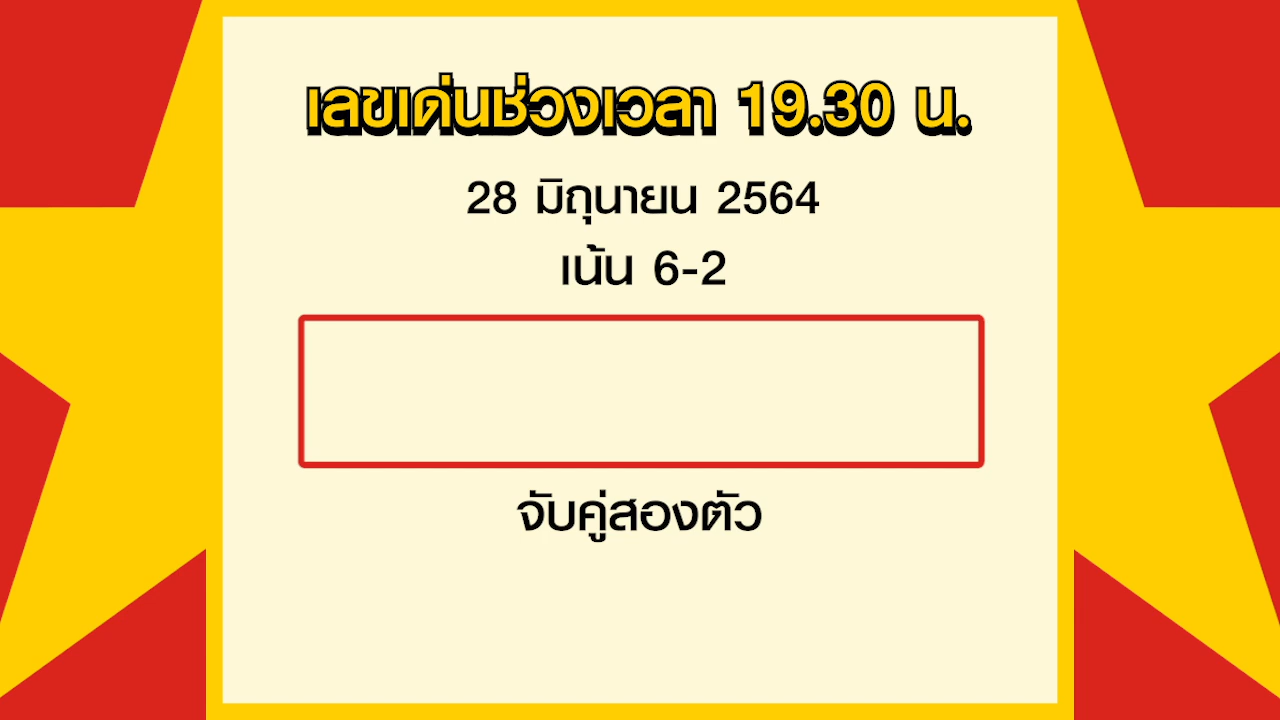 เลขเด่นช่วงเวลา 19.30 น.
28 มิถุนายน 2564
เน้น 6-2
จับคู่สองตัว